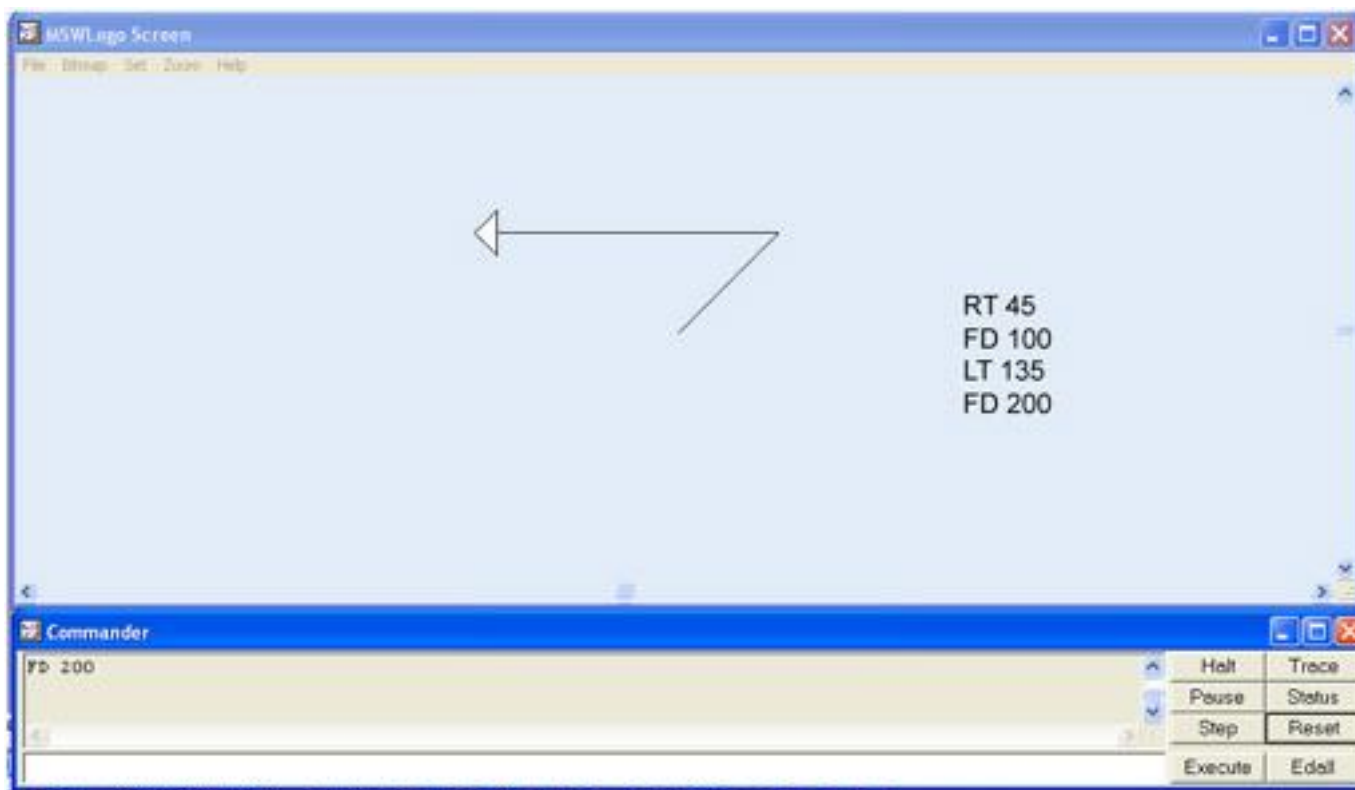 MSWLogo Screen
File Bitmap Set Zoom Help
RT 45
FD 100
LT 135
FD 200
Commander
FD 200
Halt Trace
Pause Status
Step Reset
Execute Edall